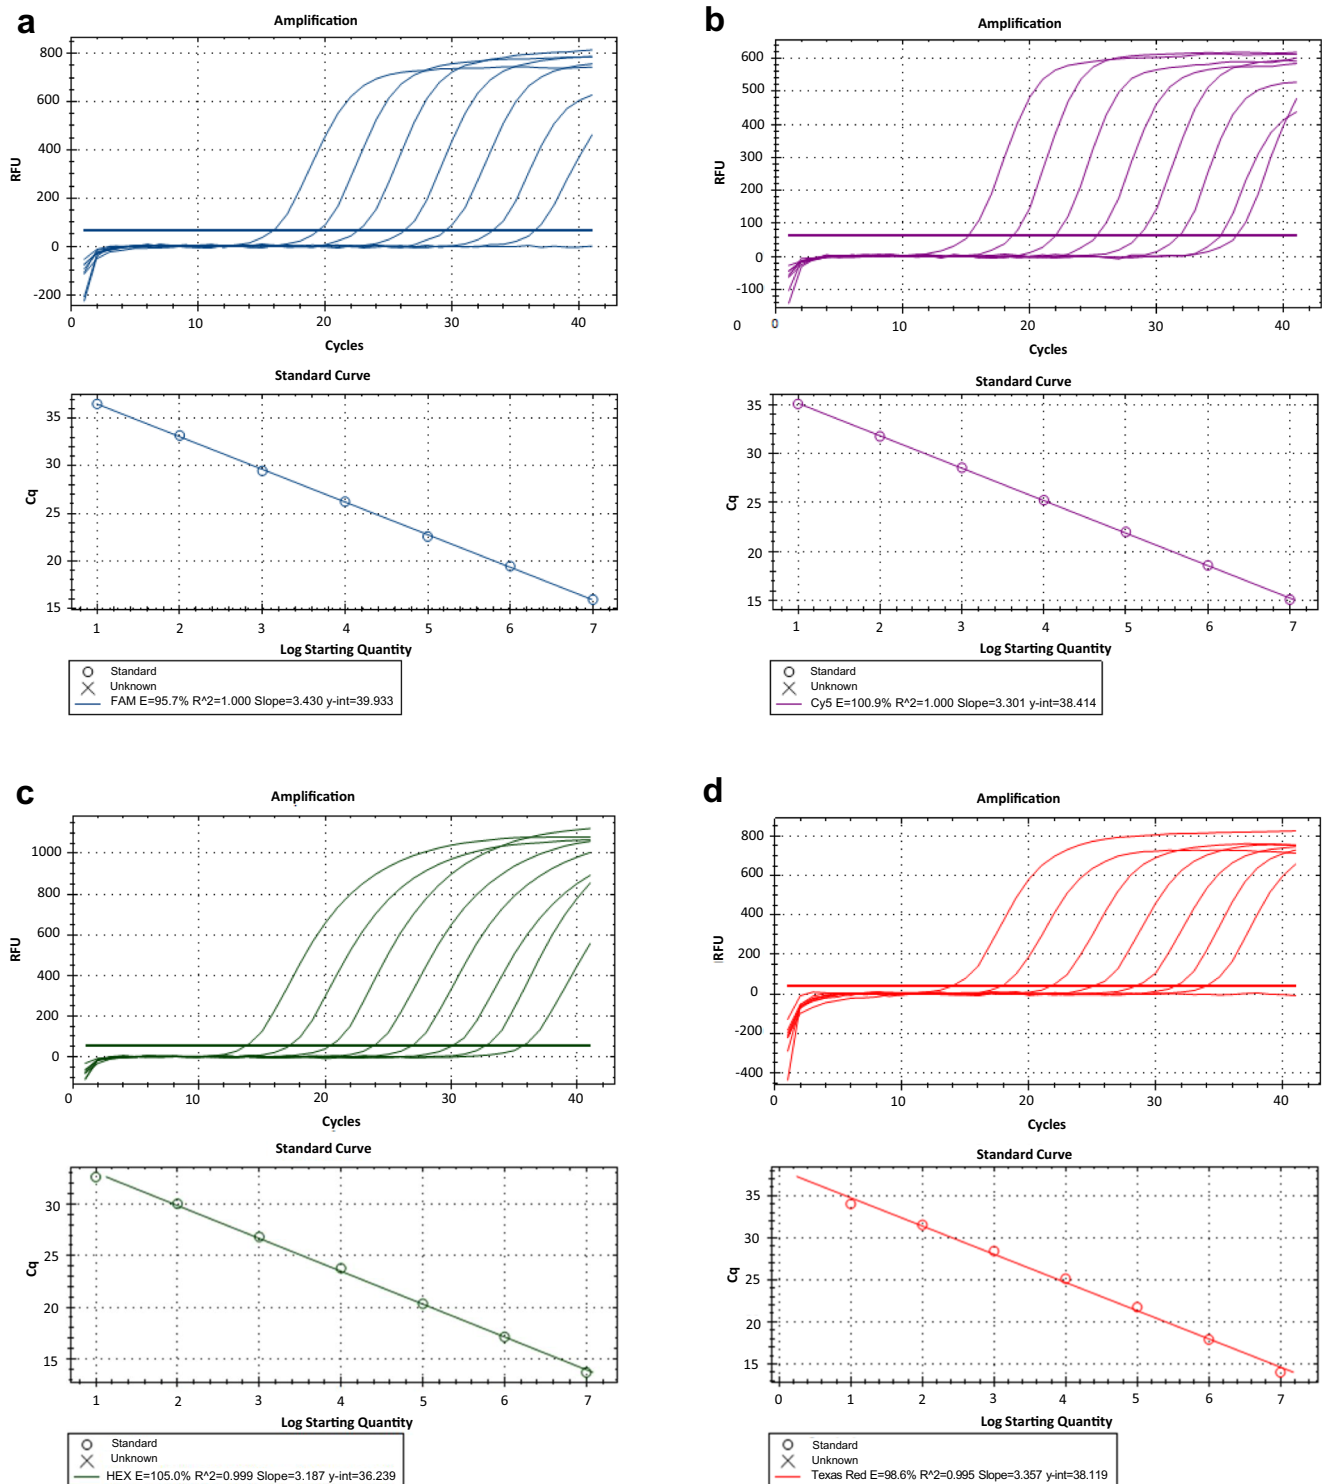 a
Amplification
800
600
400
200
0
-200
RFU
0 10 20 30 40
Cycles
Standard Curve
35
30
25
20
15
Cq
1 2 3 4 5 6 7
Log Starting Quantity
Standard
Unknown
FAM E=95.7% R^2=1.000 Slope=3.430 y-int=39.933
b
Amplification
600
500
400
300
200
100
0
-100
RFU
0 0 10 20 30 40
Cycles
Standard Curve
35
30
25
20
15
Cq
1 2 3 4 5 6 7
Log Starting Quantity
Standard
Unknown
Cy5 E=100.9% R^2=1.000 Slope=3.301 y-int=38.414
c
Amplification
1000
800
600
400
200
0
RFU
0 10 20 30 40
Cycles
Standard Curve
30
25
20
15
Cq
1 2 3 4 5 6 7
Log Starting Quantity
Standard
Unknown
HEX E=105.0% R^2=0.999 Slope=3.187 y-int=36.239
d
Amplification
800
600
400
200
0
-200
-400
RFU
0 10 20 30 40
Cycles
Standard Curve
35
30
25
20
15
Cq
0 1 2 3 4 5 6 7
Log Starting Quantity
Standard
Unknown
Texas Red E=98.6% R^2=0.995 Slope=3.357 y-int=38.119